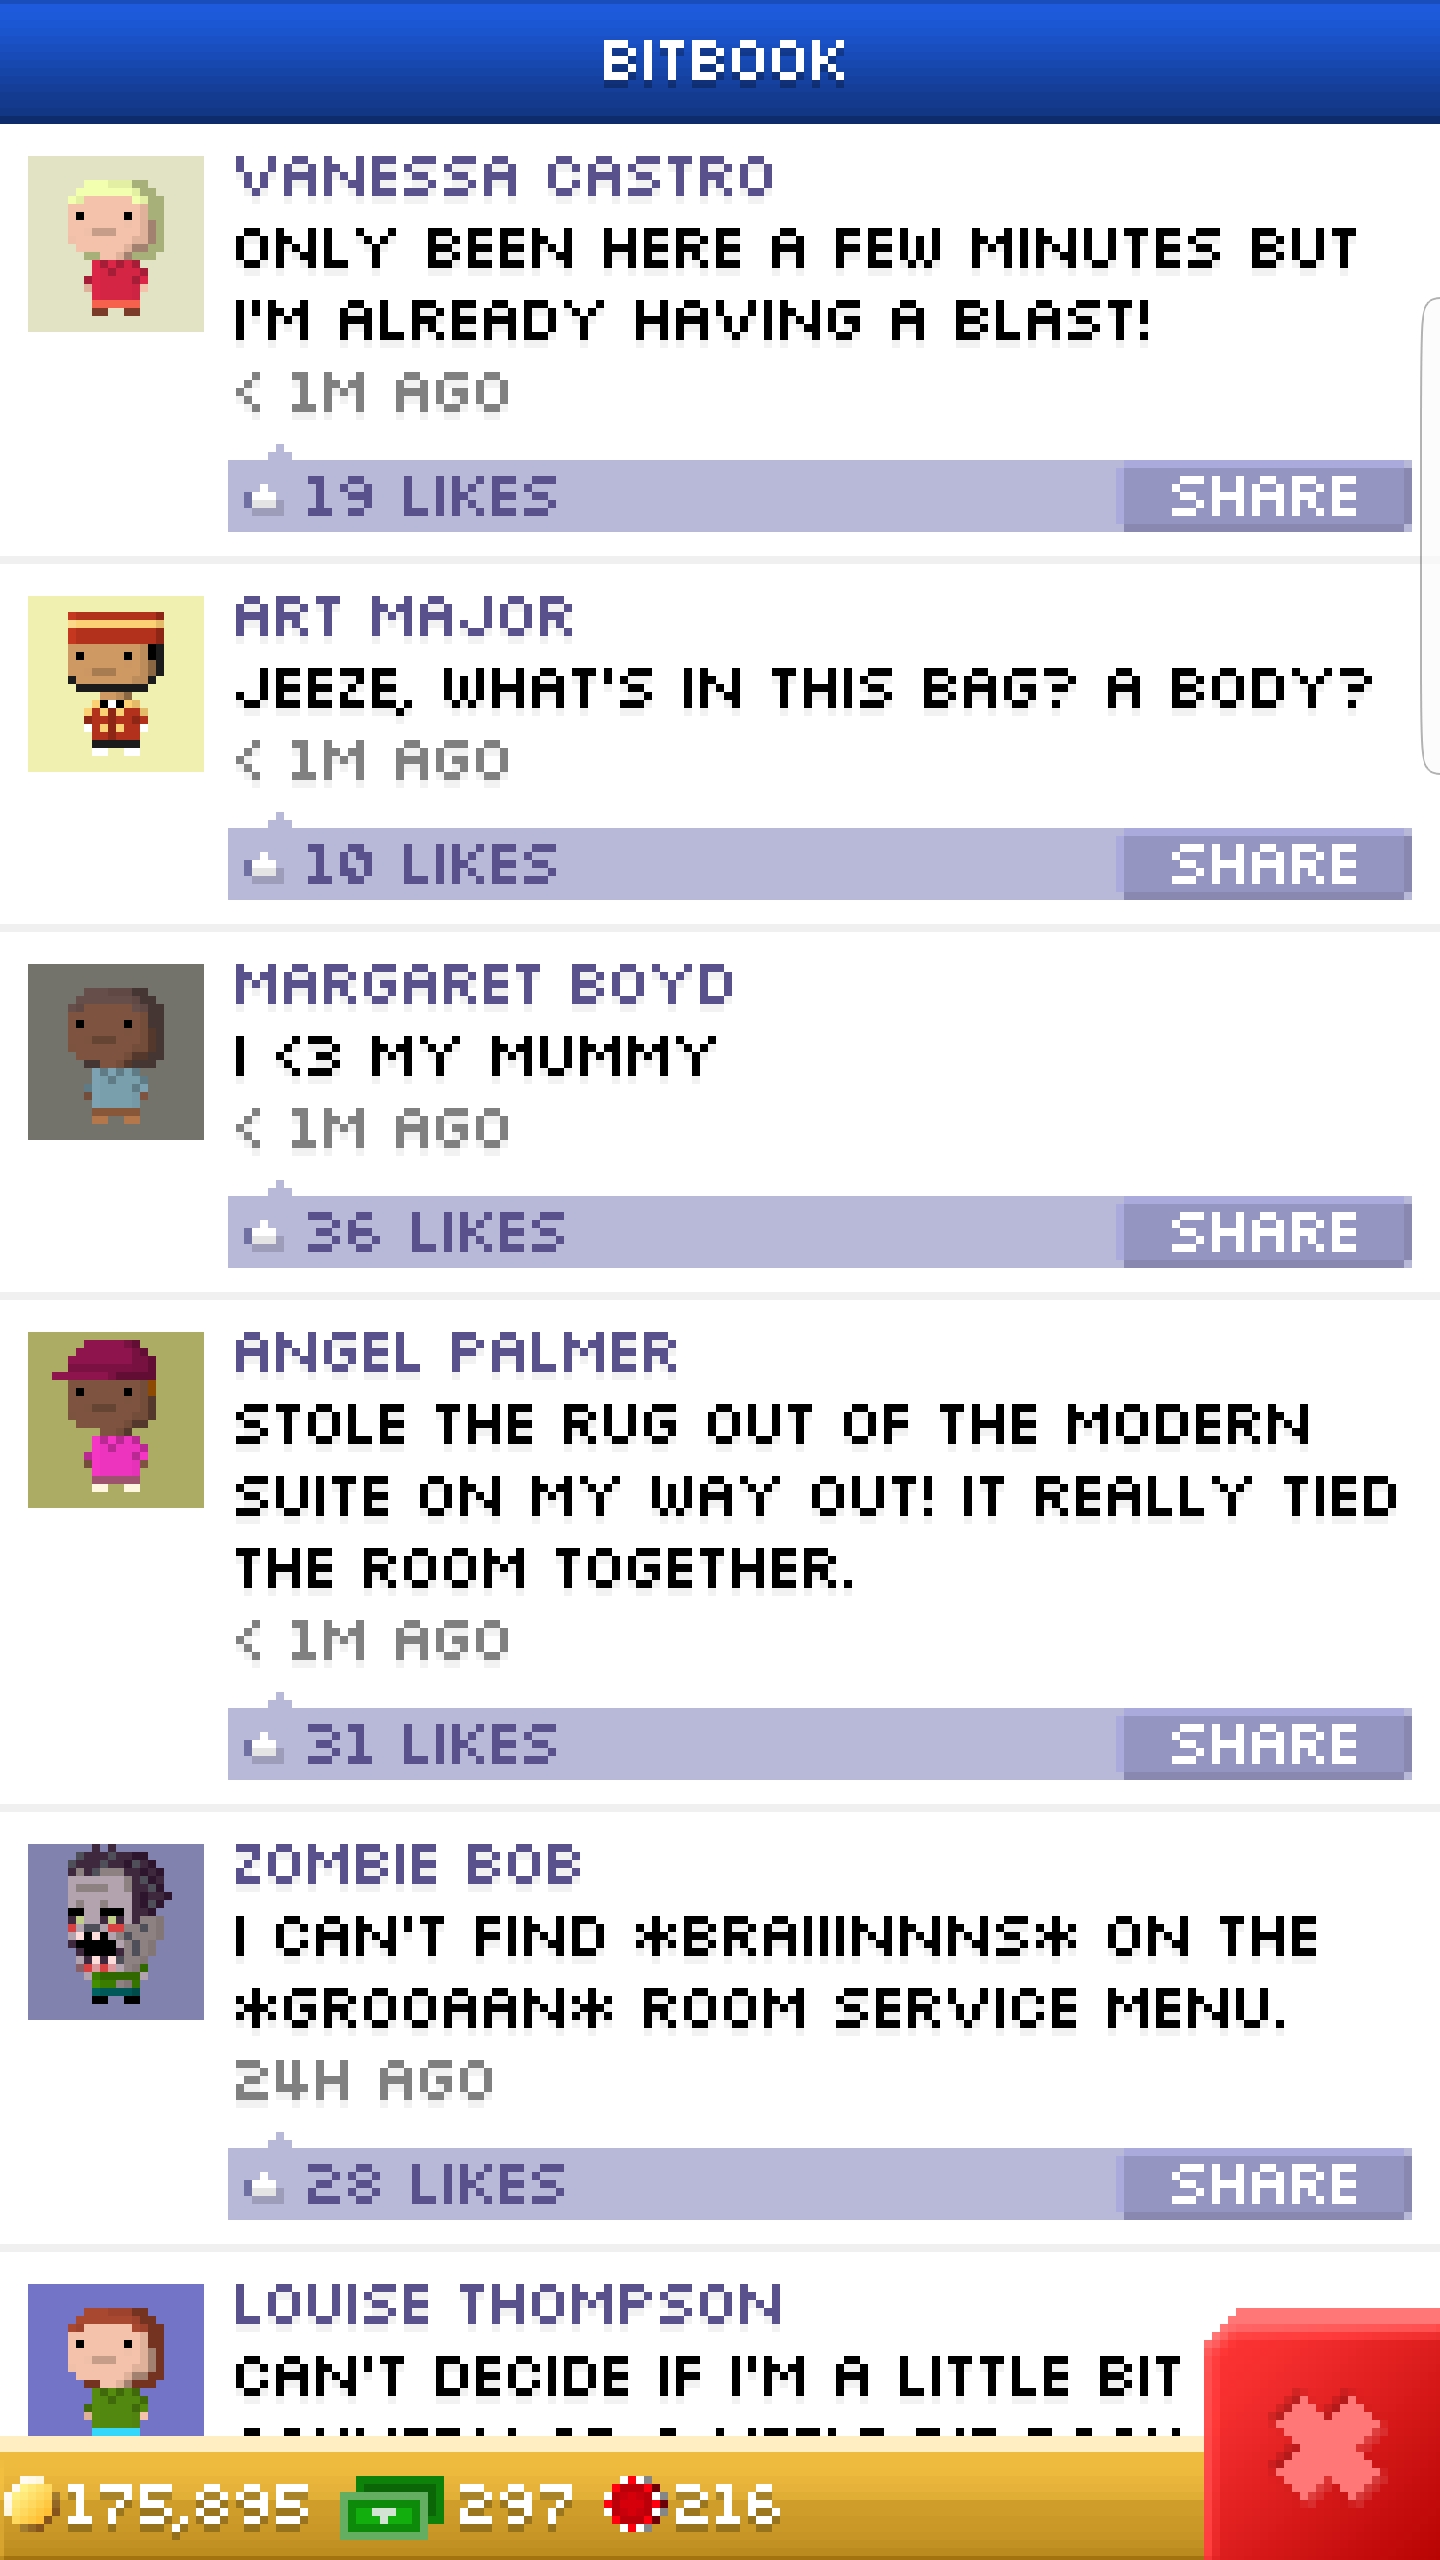 BITBOOK
VANESSA CASTRO
ONLY BEEN HERE A FEW MINUTES BUT
I'M ALREADY HAVING A BLAST!
< 1M AGO
19 LIKES
SHARE
ART MAJOR
JEEZE, WHAT'S IN THIS BAG? A BODY?
< 1M AGO
10 LIKES
SHARE
MARGARET BOYD
I <3 MY MUMMY
< 1M AGO
36 LIKES
SHARE
ANGEL PALMER
STOLE THE RUG OUT OF THE MODERN
SUITE ON MY WAY OUT! IT REALLY TIED
THE ROOM TOGETHER.
< 1M AGO
31 LIKES
SHARE
ZOMBIE BOB
I CAN'T FIND *BRAIIINNNS* ON THE
*GROOAAN* ROOM SERVICE MENU.
24H AGO
28 LIKES
SHARE
LOUISE THOMPSON
CAN'T DECIDE IF I'M A LITTLE BIT
175,895 297 216